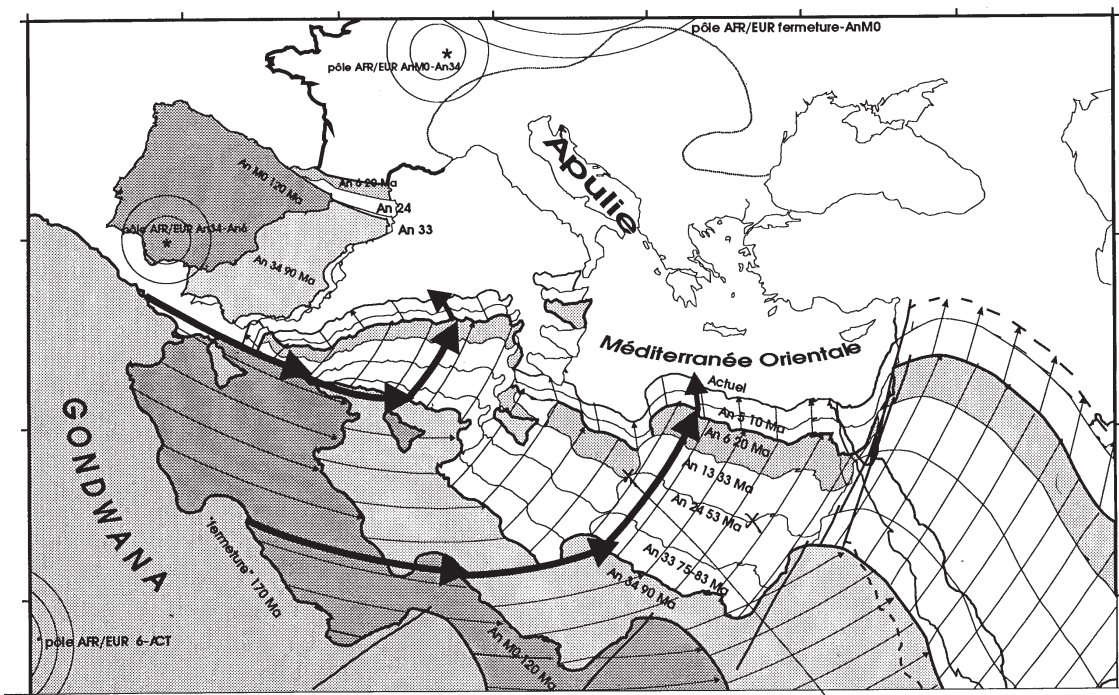 pôle AFR/EUR fermeture-AnM0
pôle AFR/EUR AnM0-An34
Apulie
An M0 120 Ma
An 6 20 Ma
An 24
An 33
pôle AFR/EUR An34-An6
An 34 90 Ma
Méditerranée Orientale
Actuel
An 5 10 Ma
An 6 20 Ma
An 13 33 Ma
An 24 53 Ma
An 33 75-83 Ma
An 34 90 Ma
GONDWANA
"fermeture" 170 Ma
An M0-120 Ma
pôle AFR/EUR 6-ACT